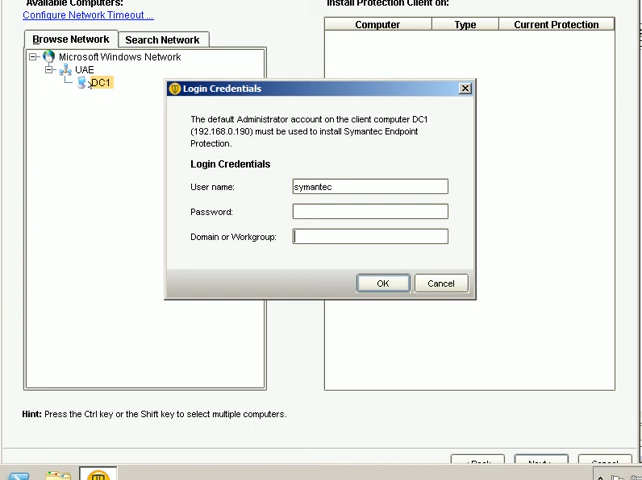 Available Computers:
Install Protection Client on:
Configure Network Timeout ...
Browse Network
Search Network
Computer
Type
Current Protection
Microsoft Windows Network
UAE
DC1
Login Credentials
The default Administrator account on the client computer DC1
(192.168.0.190) must be used to install Symantec Endpoint
Protection.
Login Credentials
User name:
symantec
Password:
Domain or Workgroup:
OK
Cancel
Hint: Press the Ctrl key or the Shift key to select multiple computers.
< Back
Next >
Cancel